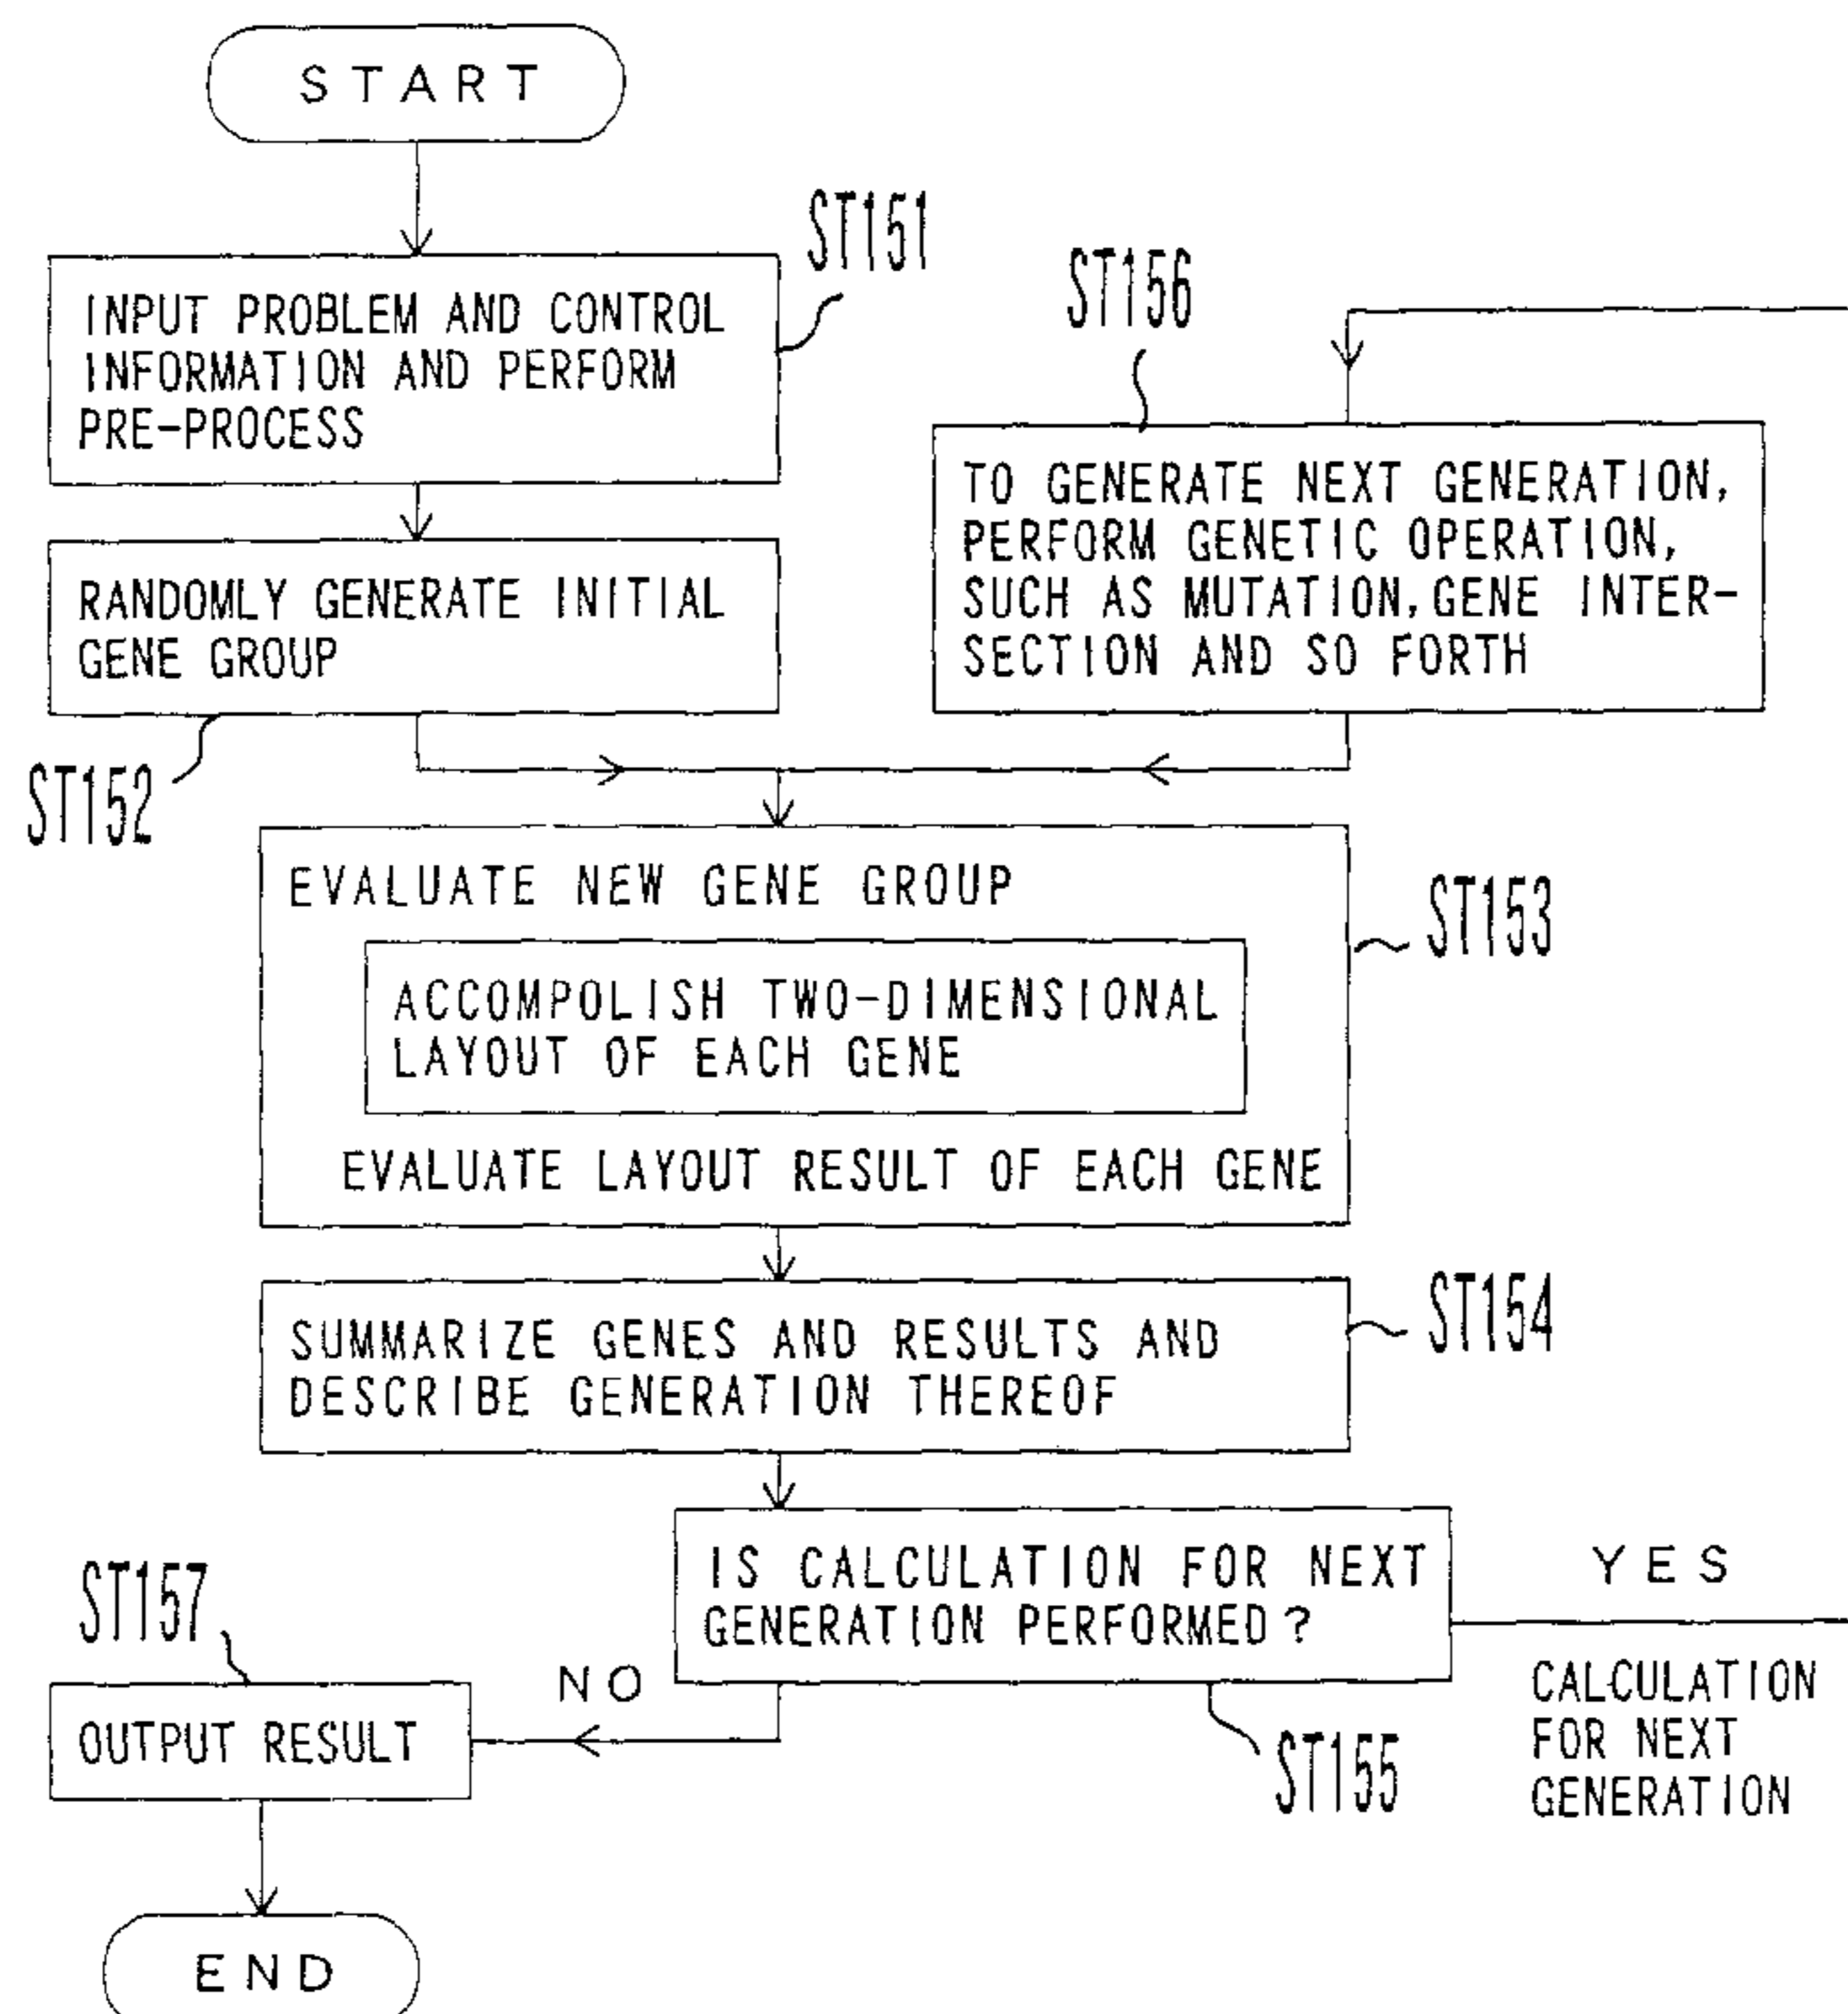 START
ST151
INPUT PROBLEM AND CONTROL
INFORMATION AND PERFORM
PRE-PROCESS
ST156
TO GENERATE NEXT GENERATION,
PERFORM GENETIC OPERATION,
SUCH AS MUTATION, GENE INTER-
SECTION AND SO FORTH
RANDOMLY GENERATE INITIAL
GENE GROUP
ST152
EVALUATE NEW GENE GROUP
ST153
ACCOMPOLISH TWO-DIMENSIONAL
LAYOUT OF EACH GENE
EVALUATE LAYOUT RESULT OF EACH GENE
ST154
SUMMARIZE GENES AND RESULTS AND
DESCRIBE GENERATION THEREOF
IS CALCULATION FOR NEXT
GENERATION PERFORMED?
YES
CALCULATION
FOR NEXT
GENERATION
ST155
NO
ST157
OUTPUT RESULT
END